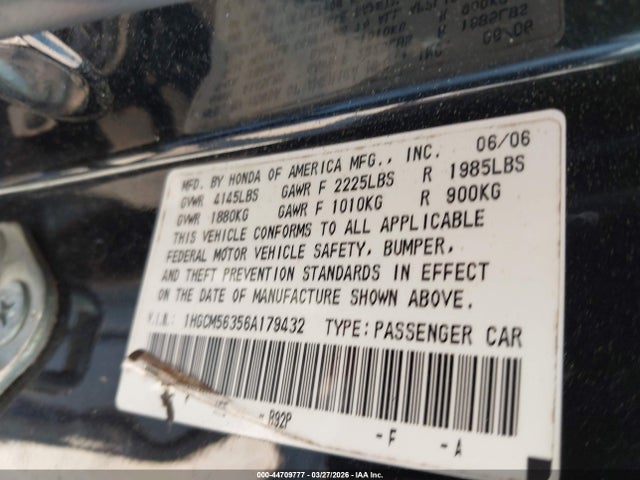 06/06
MFD. BY HONDA OF AMERICA MFG., INC.
GVWR 4145LBS GAWR F 2225LBS R 1985LBS
GVWR 1880KG GAWR F 1010KG R 900KG
THIS VEHICLE CONFORMS TO ALL APPLICABLE
FEDERAL MOTOR VEHICLE SAFETY, BUMPER,
AND THEFT PREVENTION STANDARDS IN EFFECT
ON THE DATE OF MANUFACTURE SHOWN ABOVE.
V.I.N.: 1HGCM56356A179432 TYPE: PASSENGER CAR
- B92P - F - A
000-44709777 — 03/27/2026 — IAA Inc.